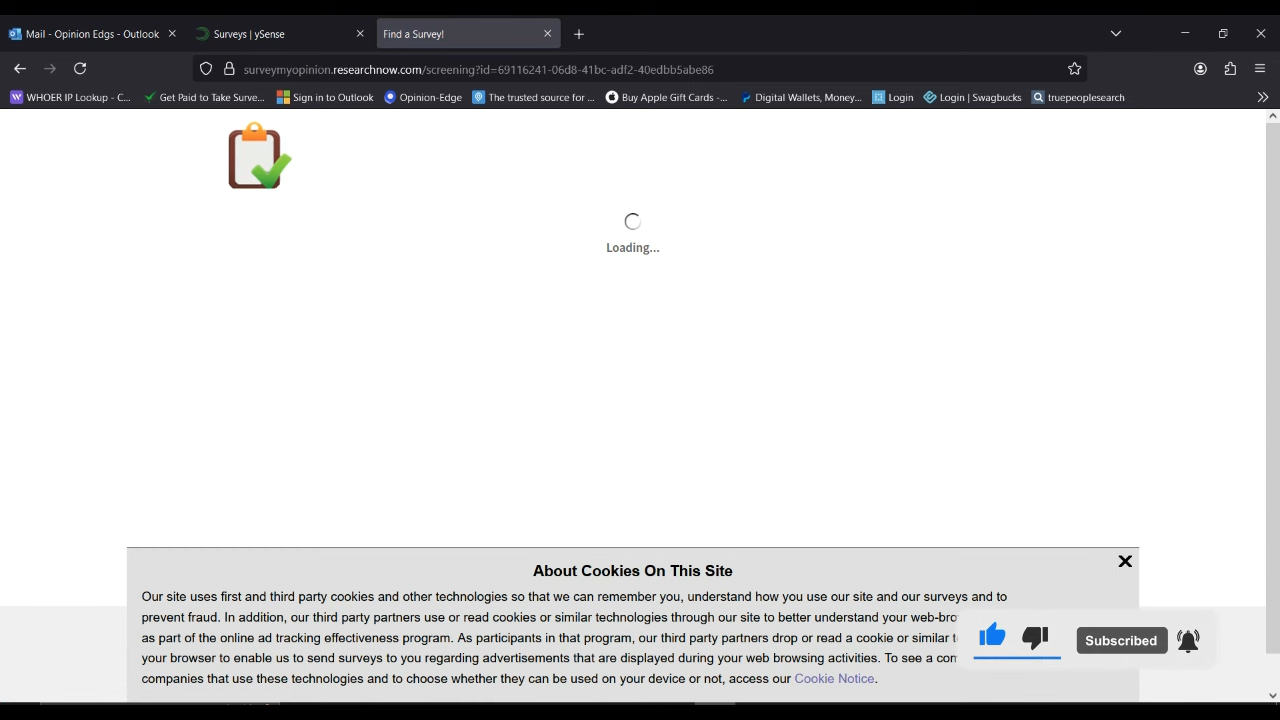 Mail - Opinion Edgs - Outlook
Surveys | ySense
Find a Survey!
surveymyopinion.researchnow.com/screening?id=69116241-06d8-41bc-adf2-40edbb5abe86
WHOER IP Lookup - C...
Get Paid to Take Surve...
Sign in to Outlook
Opinion-Edge
The trusted source for ...
Buy Apple Gift Cards -...
Digital Wallets, Money...
Login
Login | Swagbucks
truepeoplesearch
Loading...
About Cookies On This Site
Our site uses first and third party cookies and other technologies so that we can remember you, understand how you use our site and our surveys and to
prevent fraud. In addition, our third party partners use or read cookies or similar technologies through our site to better understand your web-bro
as part of the online ad tracking effectiveness program. As participants in that program, our third party partners drop or read a cookie or similar t
your browser to enable us to send surveys to you regarding advertisements that are displayed during your web browsing activities. To see a com
companies that use these technologies and to choose whether they can be used on your device or not, access our Cookie Notice.
Subscribed